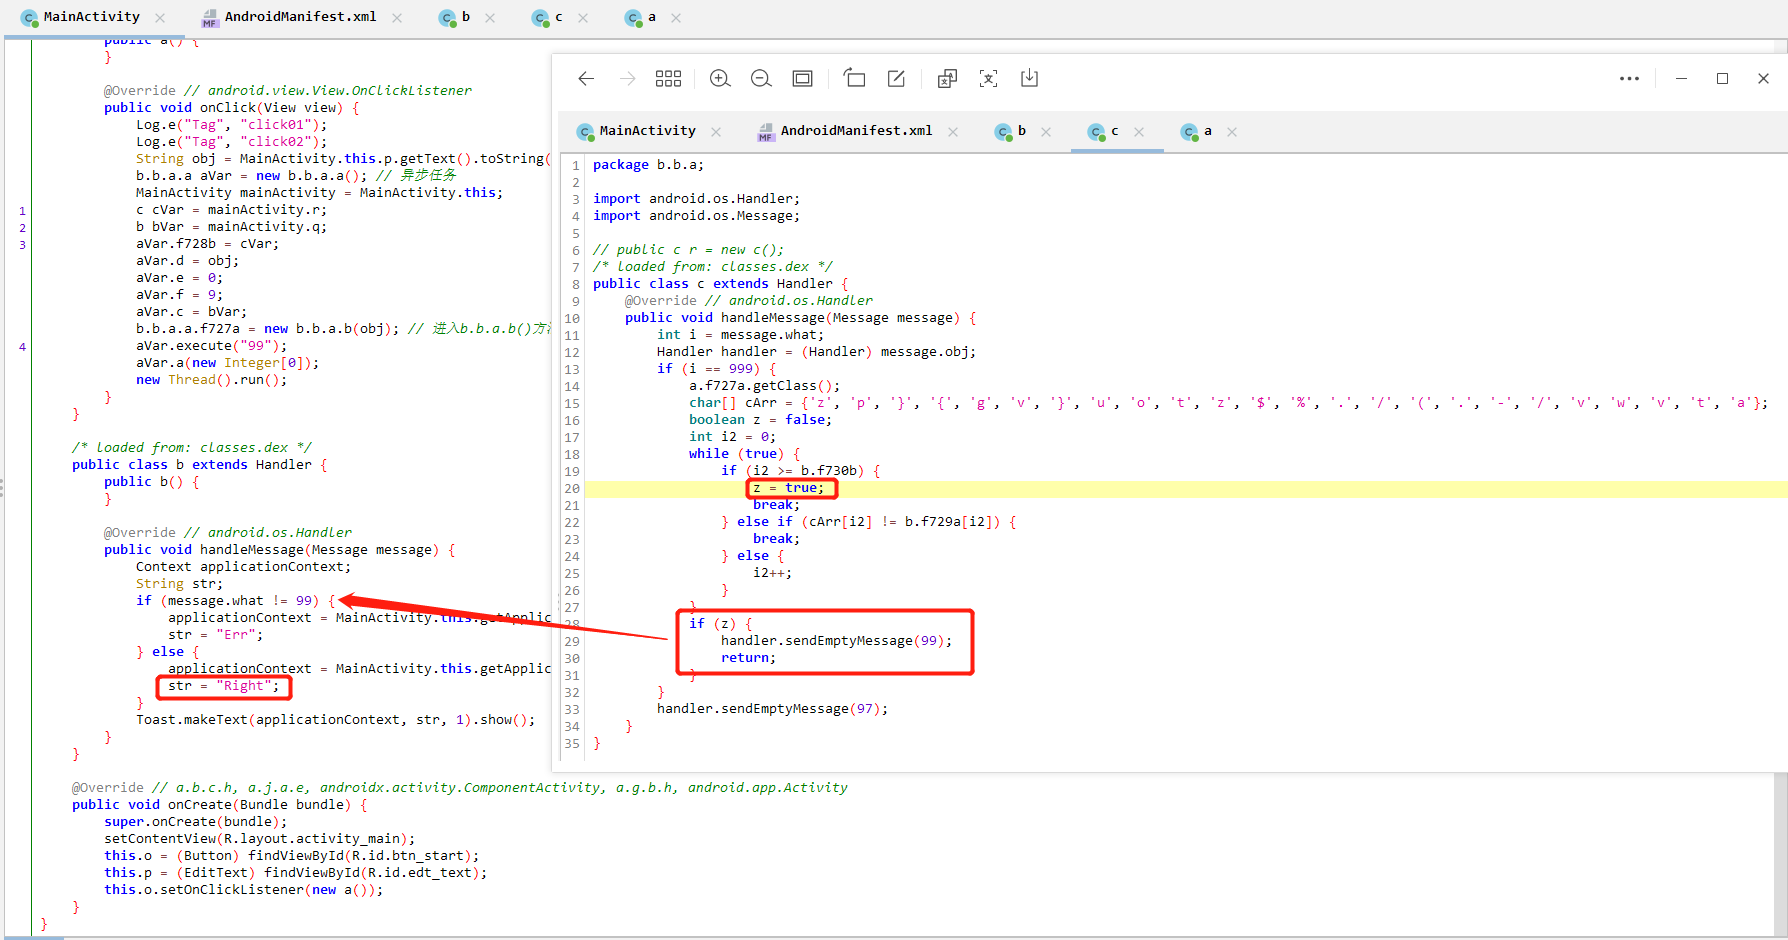 MainActivity
AndroidManifest.xml
b
c
a
public a() {
}
@Override // android.view.View.OnClickListener
public void onClick(View view) {
Log.e("Tag", "click01");
Log.e("Tag", "click02");
String obj = MainActivity.this.p.getText().toString(
b.b.a.a aVar = new b.b.a.a(); // 异步任务
MainActivity mainActivity = MainActivity.this;
1 c cVar = mainActivity.r;
2 b bVar = mainActivity.q;
3 aVar.f728b = cVar;
aVar.d = obj;
aVar.e = 0;
aVar.f = 9;
aVar.c = bVar;
b.b.a.a.f727a = new b.b.a.b(obj); // 进入b.b.a.b()方
4 aVar.execute("99");
aVar.a(new Integer[0]);
new Thread().run();
}
}
/* loaded from: classes.dex */
public class b extends Handler {
public b() {
}
@Override // android.os.Handler
public void handleMessage(Message message) {
Context applicationContext;
String str;
if (message.what != 99) {
applicationContext = MainActivity.this.getApplic
str = "Err";
} else {
applicationContext = MainActivity.this.getApplic
str = "Right";
}
Toast.makeText(applicationContext, str, 1).show();
}
}
@Override // a.b.c.h, a.j.a.e, androidx.activity.ComponentActivity, a.g.b.h, android.app.Activity
public void onCreate(Bundle bundle) {
super.onCreate(bundle);
setContentView(R.layout.activity_main);
this.o = (Button) findViewById(R.id.btn_start);
this.p = (EditText) findViewById(R.id.edt_text);
this.o.setOnClickListener(new a());
}
}
MainActivity
AndroidManifest.xml
b
c
a
1 package b.b.a;
2
3 import android.os.Handler;
4 import android.os.Message;
5
6 // public c r = new c();
7 /* loaded from: classes.dex */
8 public class c extends Handler {
9 @Override // android.os.Handler
10 public void handleMessage(Message message) {
11 int i = message.what;
12 Handler handler = (Handler) message.obj;
13 if (i == 999) {
14 a.f727a.getClass();
15 char[] cArr = {'z', 'p', '}', '{', 'g', 'v', '}', 'u', 'o', 't', 'z', '$', '%', '.', '/', '(', '.', '-', '/', 'v', 'w', 'v', 't', 'a'};
16 boolean z = false;
17 int i2 = 0;
18 while (true) {
19 if (i2 >= b.f730b) {
20 z = true;
21 break;
22 } else if (cArr[i2] != b.f729a[i2]) {
23 break;
24 } else {
25 i2++;
26 }
27 }
28 if (z) {
29 handler.sendEmptyMessage(99);
30 return;
31 }
32 }
33 handler.sendEmptyMessage(97);
34 }
35 }